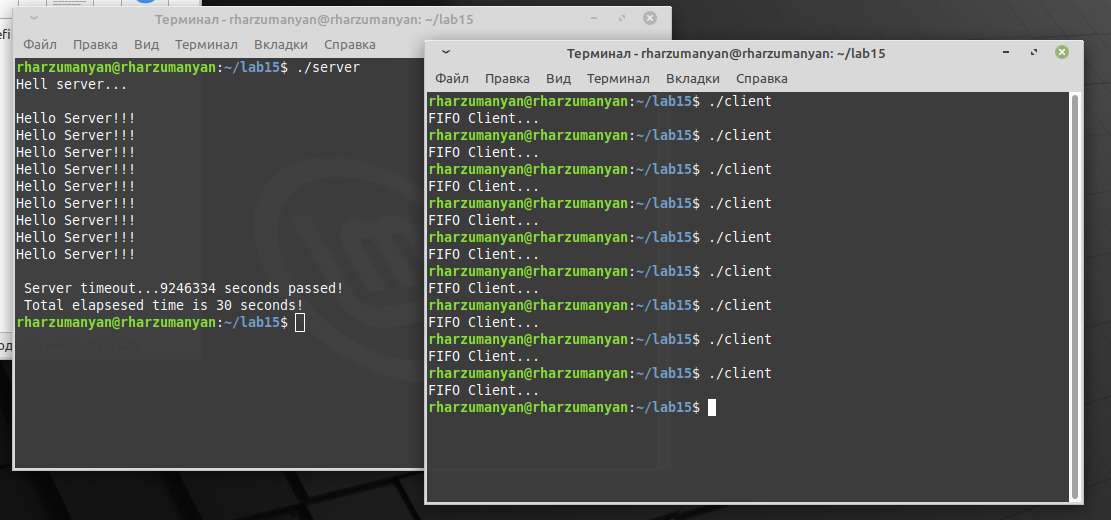 Терминал - rharzumanyan@rharzumanyan: ~/lab15
Файл Правка Вид Терминал Вкладки Справка
rharzumanyan@rharzumanyan:~/lab15$ ./server
Hell server...
Hello Server!!!
Hello Server!!!
Hello Server!!!
Hello Server!!!
Hello Server!!!
Hello Server!!!
Hello Server!!!
Hello Server!!!
Hello Server!!!
Server timeout...9246334 seconds passed!
Total elapsesed time is 30 seconds!
rharzumanyan@rharzumanyan:~/lab15$
Терминал - rharzumanyan@rharzumanyan: ~/lab15
Файл Правка Вид Терминал Вкладки Справка
rharzumanyan@rharzumanyan:~/lab15$ ./client
FIFO Client...
rharzumanyan@rharzumanyan:~/lab15$ ./client
FIFO Client...
rharzumanyan@rharzumanyan:~/lab15$ ./client
FIFO Client...
rharzumanyan@rharzumanyan:~/lab15$ ./client
FIFO Client...
rharzumanyan@rharzumanyan:~/lab15$ ./client
FIFO Client...
rharzumanyan@rharzumanyan:~/lab15$ ./client
FIFO Client...
rharzumanyan@rharzumanyan:~/lab15$ ./client
FIFO Client...
rharzumanyan@rharzumanyan:~/lab15$ ./client
FIFO Client...
rharzumanyan@rharzumanyan:~/lab15$ ./client
FIFO Client...
rharzumanyan@rharzumanyan:~/lab15$